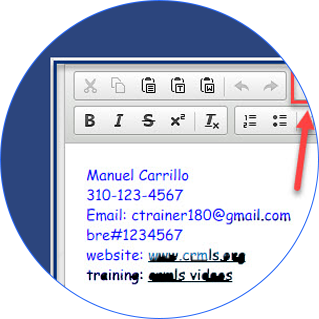 B I S x² Tx
Manuel Carrillo
310-123-4567
Email: ctrainer180@gmail.com
bre#1234567
website: www.crmls.org
training: crmls videos